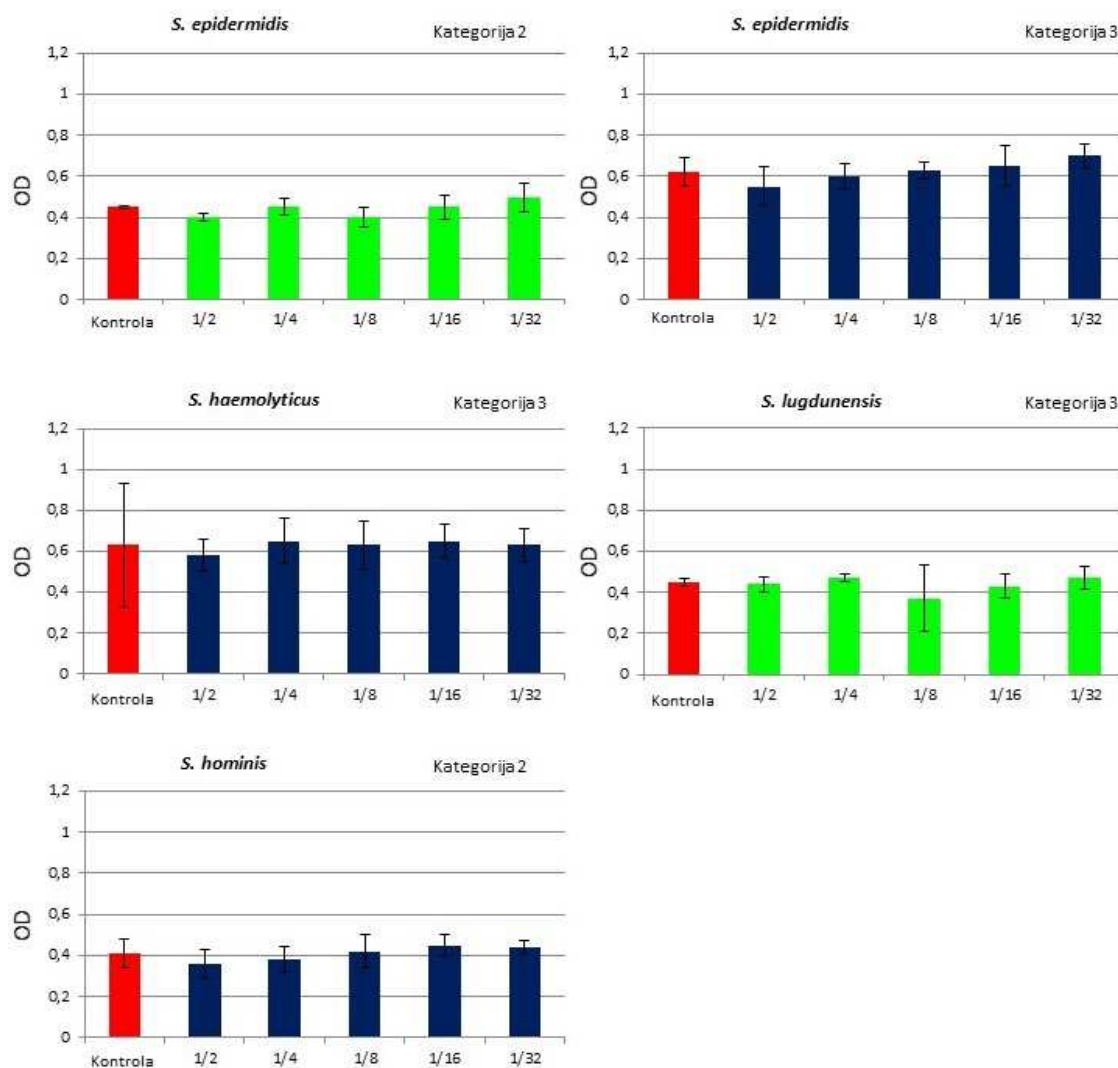 S. epidermidis Kategorija 2
1,2
1
0,8
0,6
0,4
0,2
0
OD
Kontrola 1/2 1/4 1/8 1/16 1/32
S. epidermidis Kategorija 3
1,2
1
0,8
0,6
0,4
0,2
0
OD
Kontrola 1/2 1/4 1/8 1/16 1/32
S. haemolyticus Kategorija 3
1,2
1
0,8
0,6
0,4
0,2
0
OD
Kontrola 1/2 1/4 1/8 1/16 1/32
S. lugdunensis Kategorija 3
1,2
1
0,8
0,6
0,4
0,2
0
OD
Kontrola 1/2 1/4 1/8 1/16 1/32
S. hominis Kategorija 2
1,2
1
0,8
0,6
0,4
0,2
0
OD
Kontrola 1/2 1/4 1/8 1/16 1/32